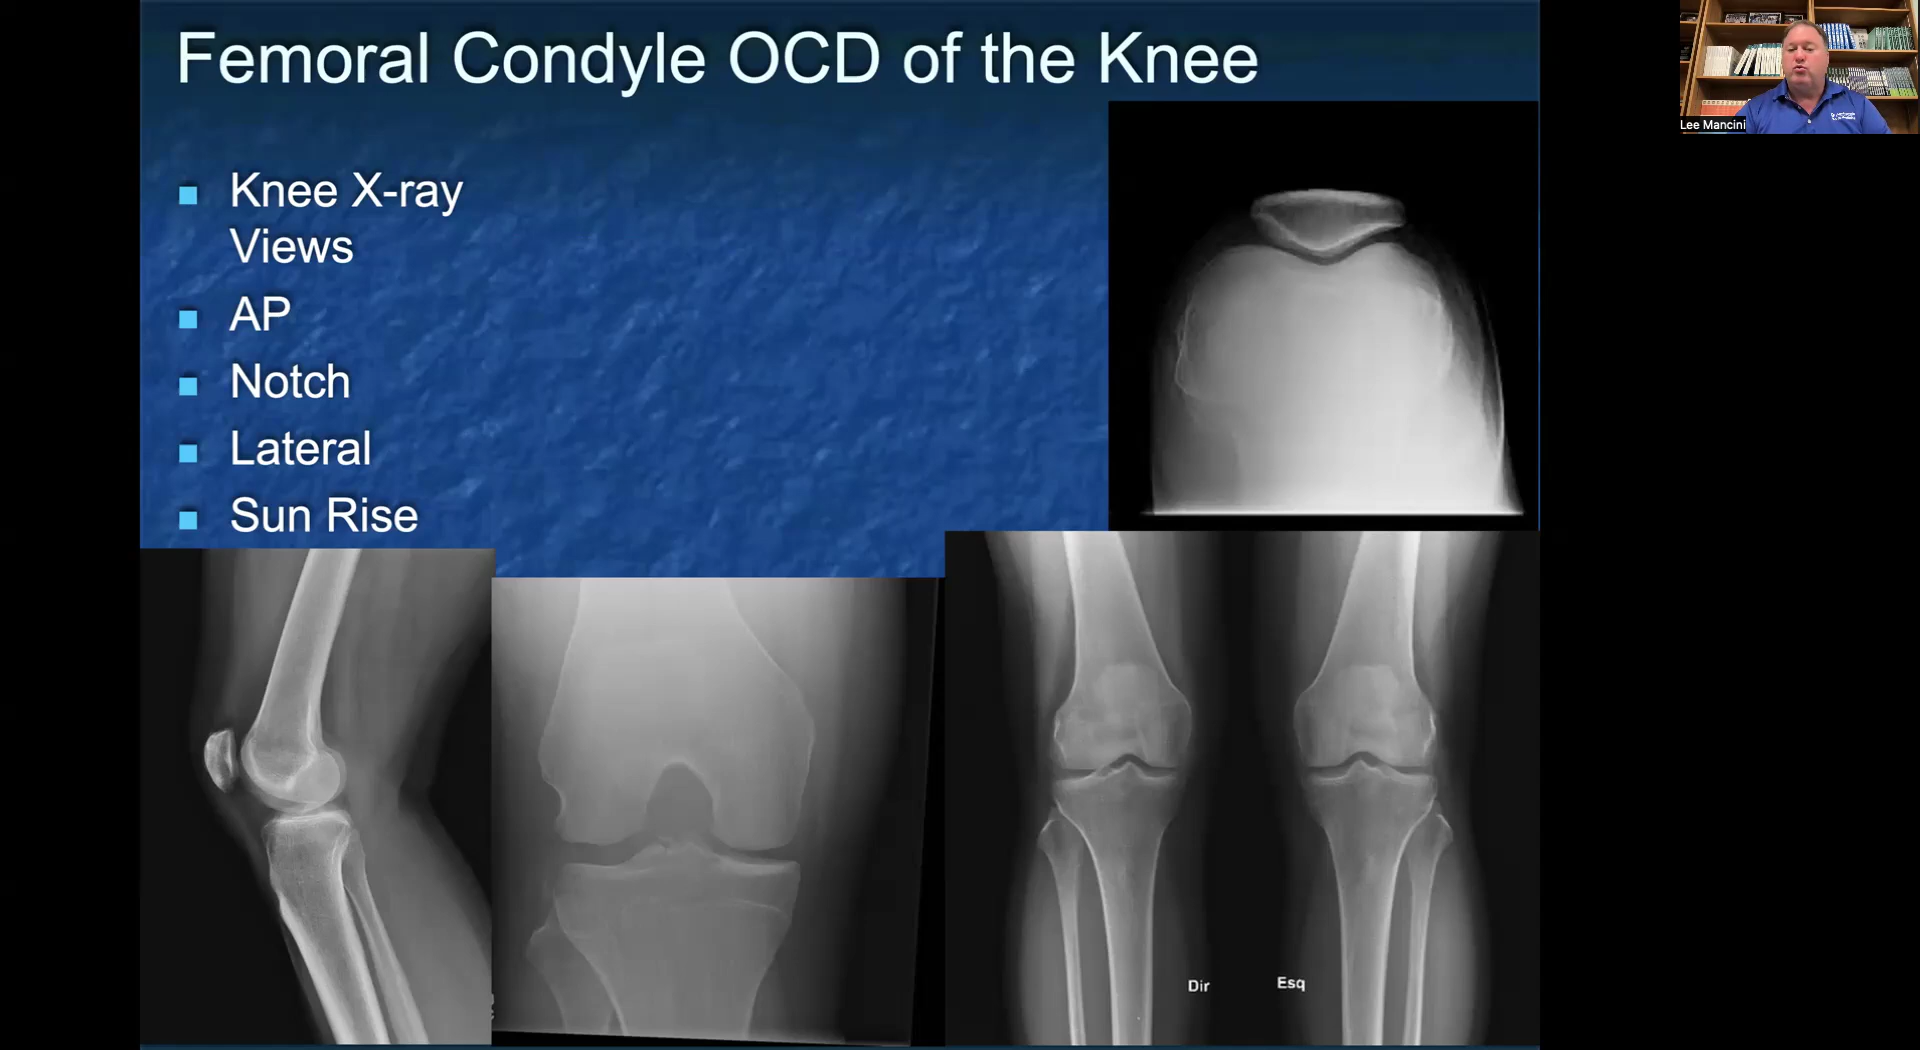 Femoral Condyle OCD of the Knee
Knee X-ray
Views
AP
Notch
Lateral
Sun Rise
Lee Mancini
Dir
Esq